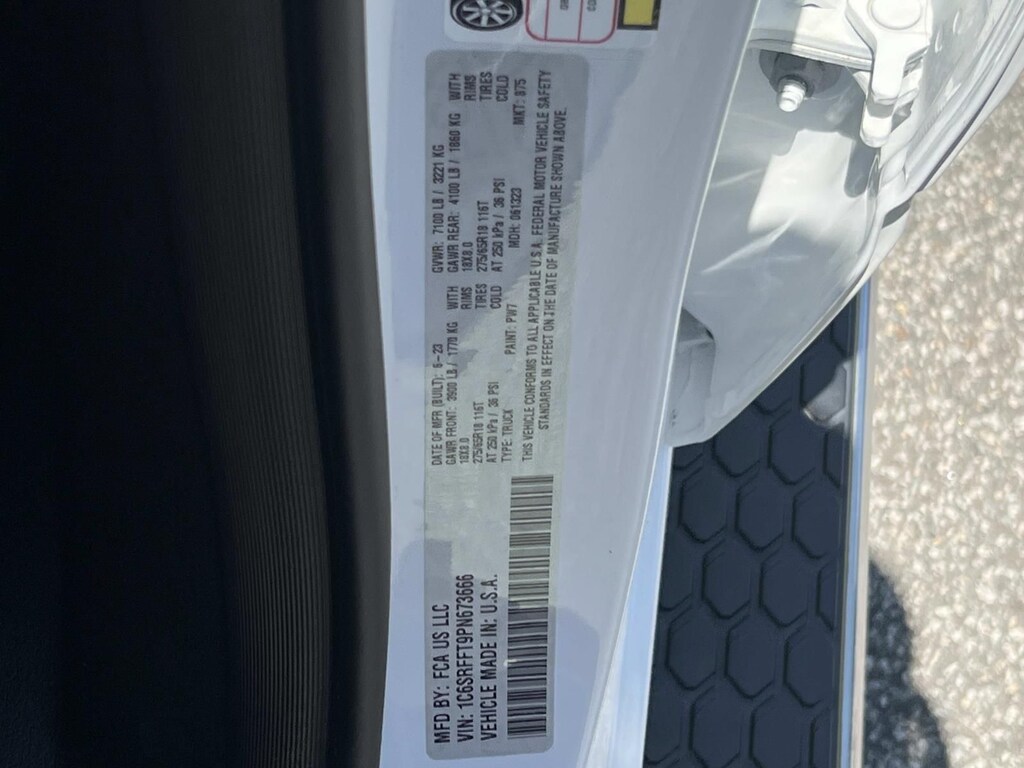 MFD BY: FCA US LLC
VIN: 1C6SRFFT9PN673666
VEHICLE MADE IN: U.S.A.
DATE OF MFR (BUILT): 6-23
GAWR FRONT: 3900 LB / 1770 KG WITH
18X8.0 RIMS
275/65R18 116T TIRES
AT 250 kPa / 36 PSI COLD
TYPE: TRUCK
GVWR: 7100 LB / 3221 KG
GAWR REAR: 4100 LB / 1860 KG WITH
18X8.0 RIMS
275/65R18 116T TIRES
AT 250 kPa / 36 PSI COLD
PAINT: PW7 MDH: 061323 MKT: 875
THIS VEHICLE CONFORMS TO ALL APPLICABLE U.S.A. FEDERAL MOTOR VEHICLE SAFETY
STANDARDS IN EFFECT ON THE DATE OF MANUFACTURE SHOWN ABOVE.